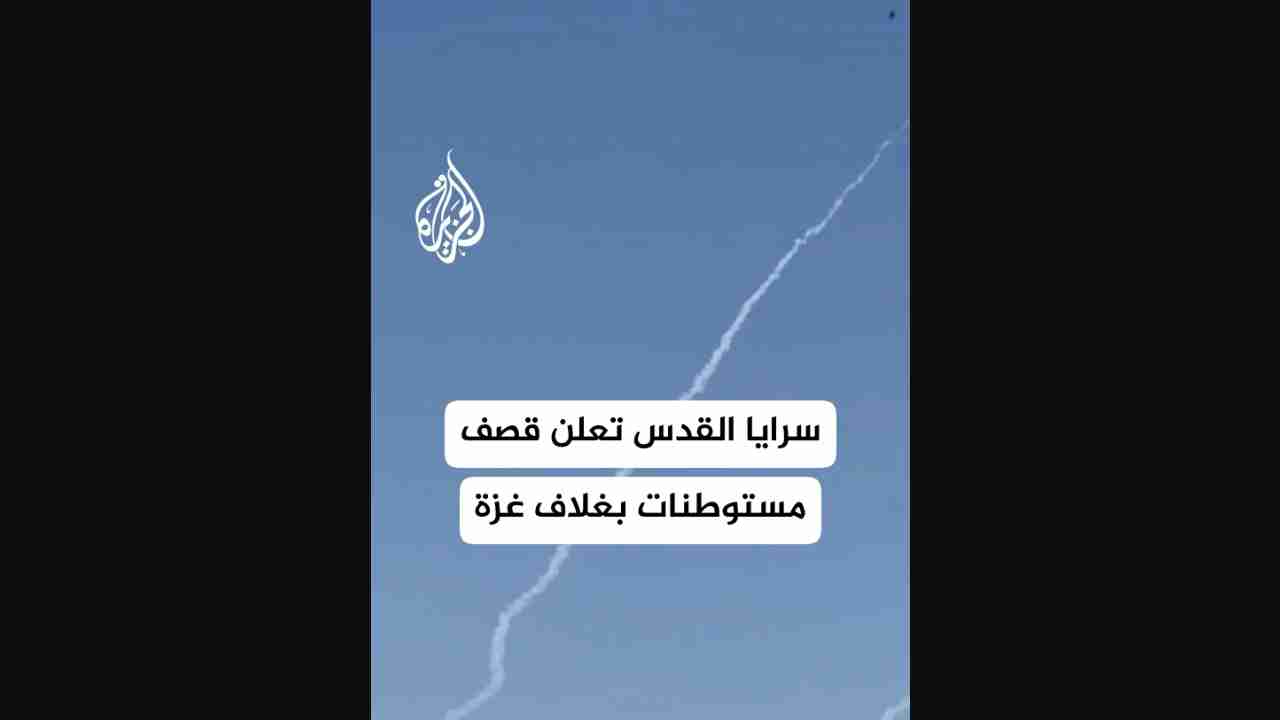 الجزيرة
سرايا القدس تعلن قصف
مستوطنات بغلاف غزة